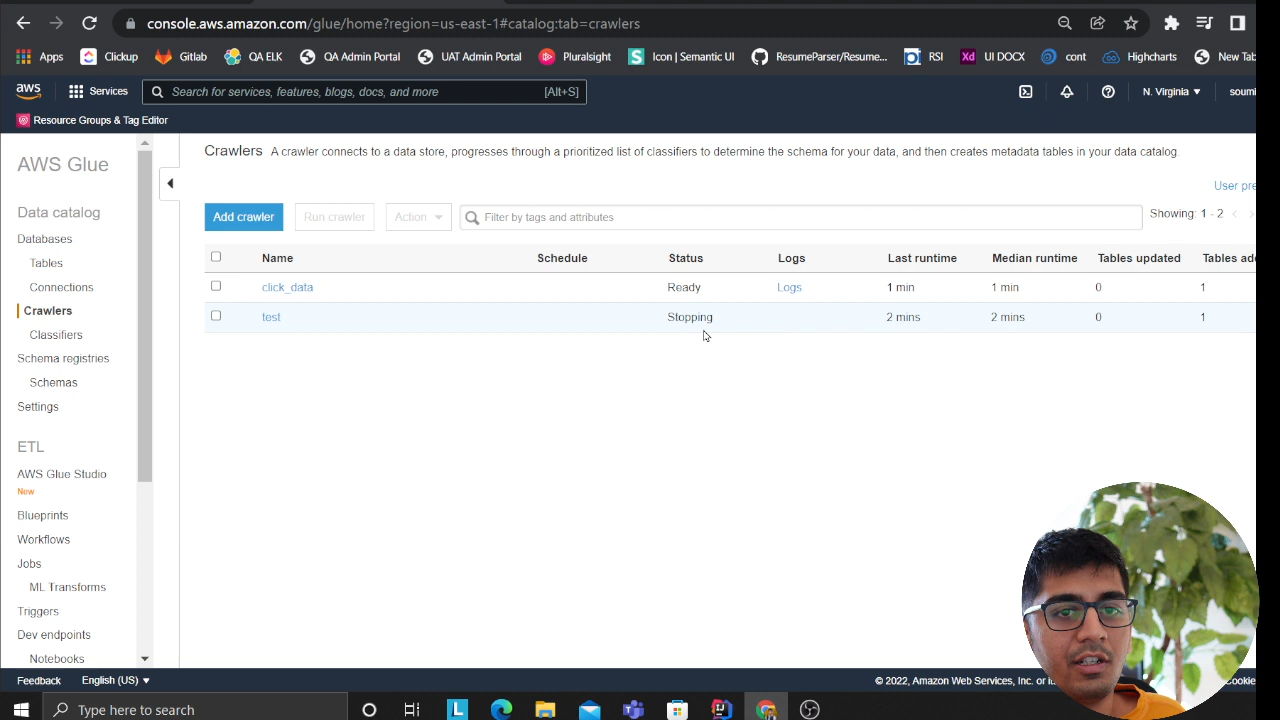 console.aws.amazon.com/glue/home?region=us-east-1#catalog:tab=crawlers
Apps Clickup Gitlab QA ELK QA Admin Portal UAT Admin Portal Pluralsight Icon | Semantic UI ResumeParser/Resume... RSI UI DOCX cont Highcharts New Tab
aws Services Search for services, features, blogs, docs, and more [Alt+S] N. Virginia ▼ soumi
Resource Groups & Tag Editor
AWS Glue
Data catalog
Databases
Tables
Connections
Crawlers
Classifiers
Schema registries
Schemas
Settings
ETL
AWS Glue Studio
New
Blueprints
Workflows
Jobs
ML Transforms
Triggers
Dev endpoints
Notebooks
Crawlers A crawler connects to a data store, progresses through a prioritized list of classifiers to determine the schema for your data, and then creates metadata tables in your data catalog.
User pre
Add crawler Run crawler Action Filter by tags and attributes Showing: 1 - 2
Name Schedule Status Logs Last runtime Median runtime Tables updated Tables ad
click_data Ready Logs 1 min 1 min 0 1
test Stopping 2 mins 2 mins 0 1
Feedback English (US) ▼ © 2022, Amazon Web Services, Inc. or i Cookie
Type here to search